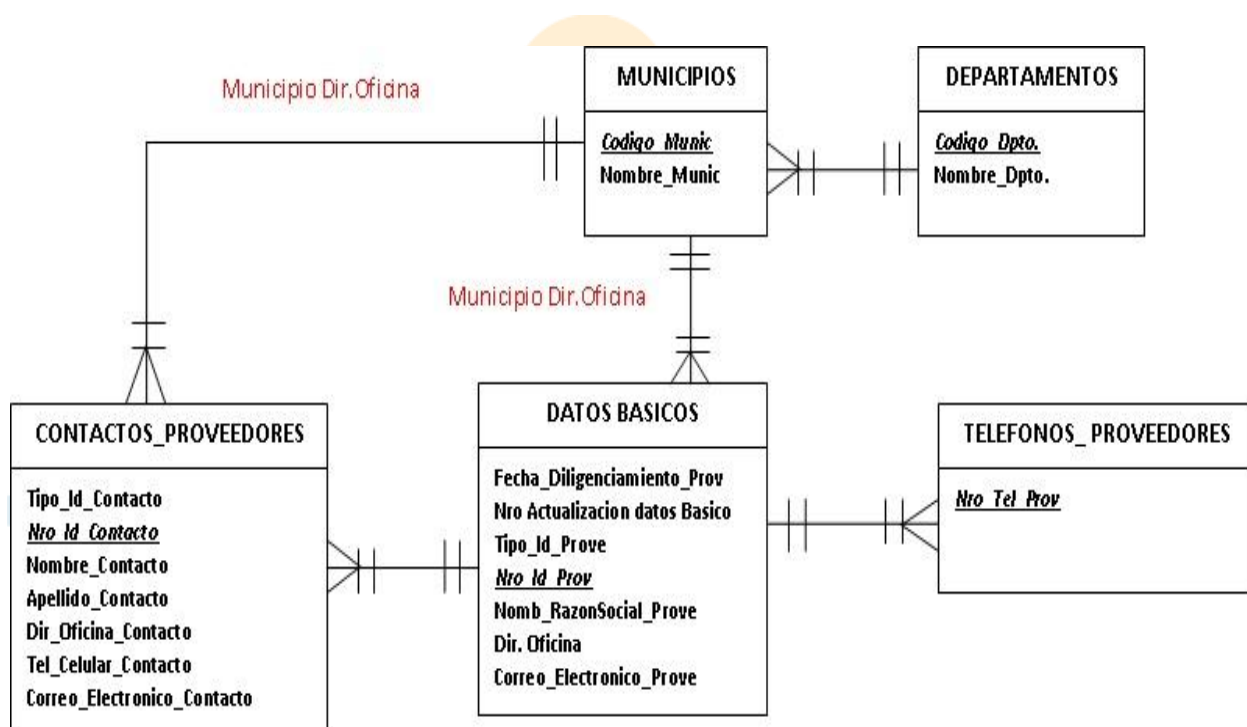 MUNICIPIOS
Codigo_Munic
Nombre_Munic
DEPARTAMENTOS
Codigo_Dpto.
Nombre_Dpto.
Municipio Dir.Oficina
Municipio Dir.Oficina
CONTACTOS_PROVEEDORES
Tipo_Id_Contacto
Nro_Id_Contacto
Nombre_Contacto
Apellido_Contacto
Dir_Oficina_Contacto
Tel_Celular_Contacto
Correo_Electronico_Contacto
DATOS BASICOS
Fecha_Diligenciamiento_Prov
Nro Actualizacion datos Basico
Tipo_Id_Prove
Nro_Id_Prov
Nomb_RazonSocial_Prove
Dir. Oficina
Correo_Electronico_Prove
TELEFONOS_ PROVEEDORES
Nro_Tel_Prov